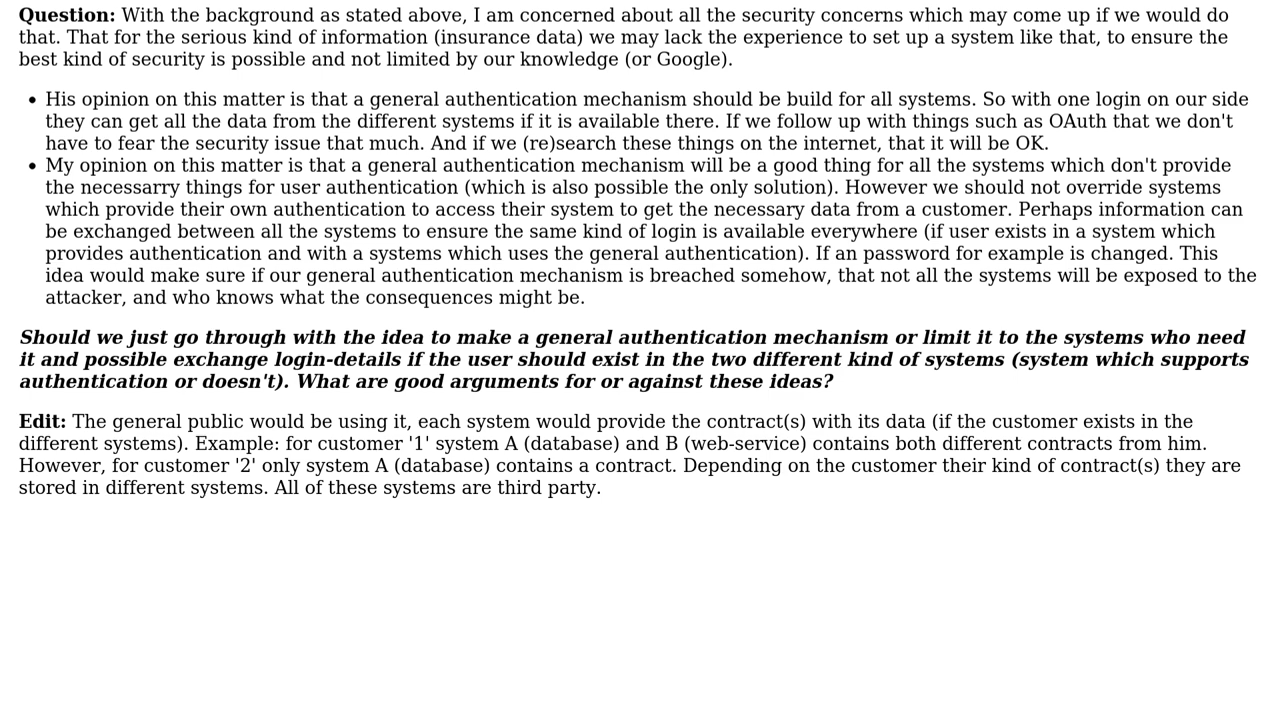 Question: With the background as stated above, I am concerned about all the security concerns which may come up if we would do
that. That for the serious kind of information (insurance data) we may lack the experience to set up a system like that, to ensure the
best kind of security is possible and not limited by our knowledge (or Google).
• His opinion on this matter is that a general authentication mechanism should be build for all systems. So with one login on our side
they can get all the data from the different systems if it is available there. If we follow up with things such as OAuth that we don't
have to fear the security issue that much. And if we (re)search these things on the internet, that it will be OK.
• My opinion on this matter is that a general authentication mechanism will be a good thing for all the systems which don't provide
the necessarry things for user authentication (which is also possible the only solution). However we should not override systems
which provide their own authentication to access their system to get the necessary data from a customer. Perhaps information can
be exchanged between all the systems to ensure the same kind of login is available everywhere (if user exists in a system which
provides authentication and with a systems which uses the general authentication). If an password for example is changed. This
idea would make sure if our general authentication mechanism is breached somehow, that not all the systems will be exposed to the
attacker, and who knows what the consequences might be.
Should we just go through with the idea to make a general authentication mechanism or limit it to the systems who need
it and possible exchange login-details if the user should exist in the two different kind of systems (system which supports
authentication or doesn't). What are good arguments for or against these ideas?
Edit: The general public would be using it, each system would provide the contract(s) with its data (if the customer exists in the
different systems). Example: for customer '1' system A (database) and B (web-service) contains both different contracts from him.
However, for customer '2' only system A (database) contains a contract. Depending on the customer their kind of contract(s) they are
stored in different systems. All of these systems are third party.